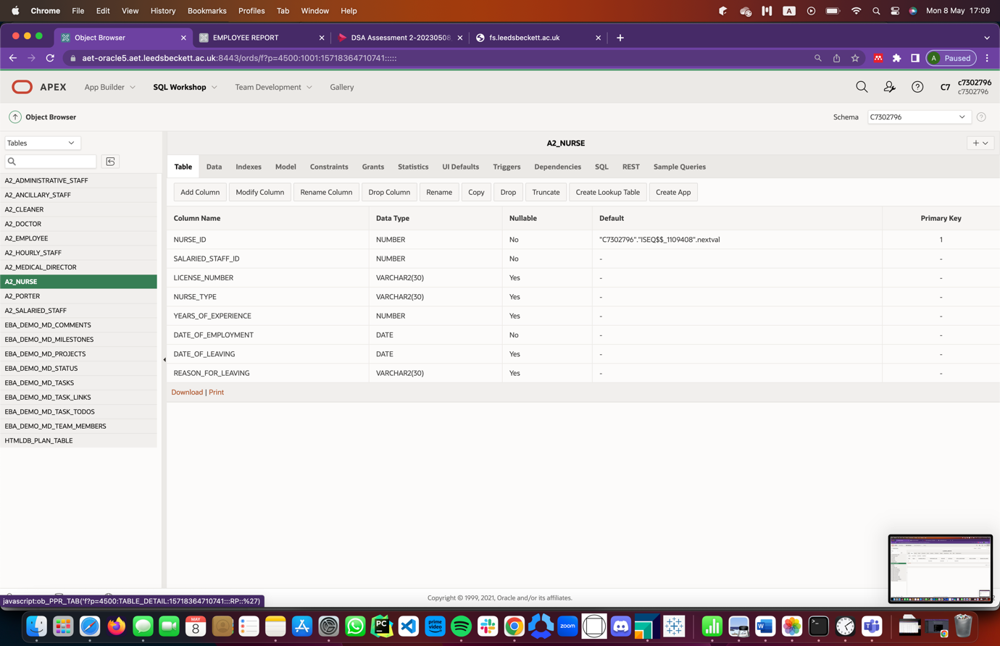 Chrome File Edit View History Bookmarks Profiles Tab Window Help A Mon 8 May 17:09
Object Browser EMPLOYEE REPORT DSA Assessment 2-20230508 fs.leedsbeckett.ac.uk
aet-oracle5.aet.leedsbeckett.ac.uk:8443/ords/f?p=4500:1001:15718364710741::::: A Paused
APEX App Builder SQL Workshop Team Development Gallery C7 c7302796
c7302796
Object Browser Schema C7302796
Tables A2_NURSE
Table Data Indexes Model Constraints Grants Statistics UI Defaults Triggers Dependencies SQL REST Sample Queries
Add Column Modify Column Rename Column Drop Column Rename Copy Drop Truncate Create Lookup Table Create App
A2_ADMINISTRATIVE_STAFF
A2_ANCILLARY_STAFF
A2_CLEANER
A2_DOCTOR
A2_EMPLOYEE
A2_HOURLY_STAFF
A2_MEDICAL_DIRECTOR
A2_NURSE
A2_PORTER
A2_SALARIED_STAFF
EBA_DEMO_MD_COMMENTS
EBA_DEMO_MD_MILESTONES
EBA_DEMO_MD_PROJECTS
EBA_DEMO_MD_STATUS
EBA_DEMO_MD_TASKS
EBA_DEMO_MD_TASK_LINKS
EBA_DEMO_MD_TASK_TODOS
EBA_DEMO_MD_TEAM_MEMBERS
HTMLDB_PLAN_TABLE
Column Name Data Type Nullable Default Primary Key
NURSE_ID NUMBER No "C7302796"."ISEQ$$_1109408".nextval 1
SALARIED_STAFF_ID NUMBER No - -
LICENSE_NUMBER VARCHAR2(30) Yes - -
NURSE_TYPE VARCHAR2(30) Yes - -
YEARS_OF_EXPERIENCE NUMBER Yes - -
DATE_OF_EMPLOYMENT DATE No - -
DATE_OF_LEAVING DATE Yes - -
REASON_FOR_LEAVING VARCHAR2(30) Yes - -
Download | Print
Copyright © 1999, 2021, Oracle and/or its affiliates.
javascript:ob_PPR_TAB('f?p=4500:TABLE_DETAIL:15718364710741:::RP::%27)
MAY
8
PC
prime
video
zoom
W